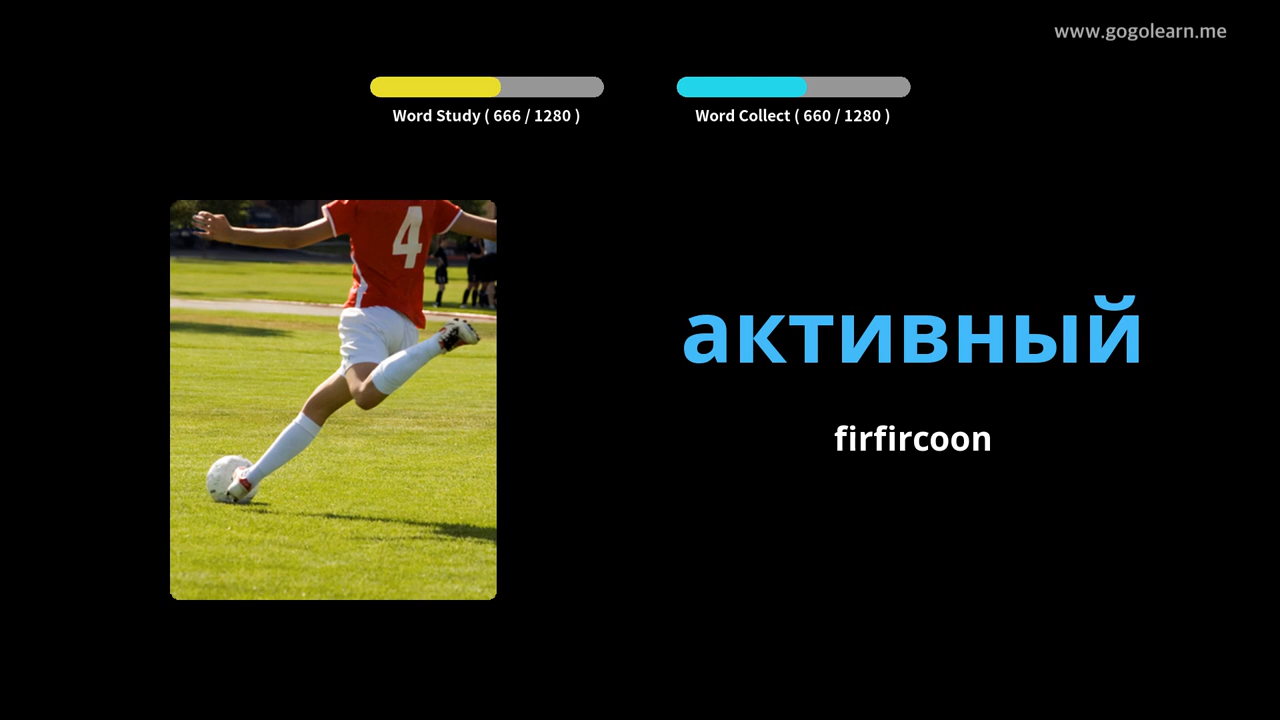 www.gogolearn.me
Word Study ( 666 / 1280 )
Word Collect ( 660 / 1280 )
4
активный
firfircoon